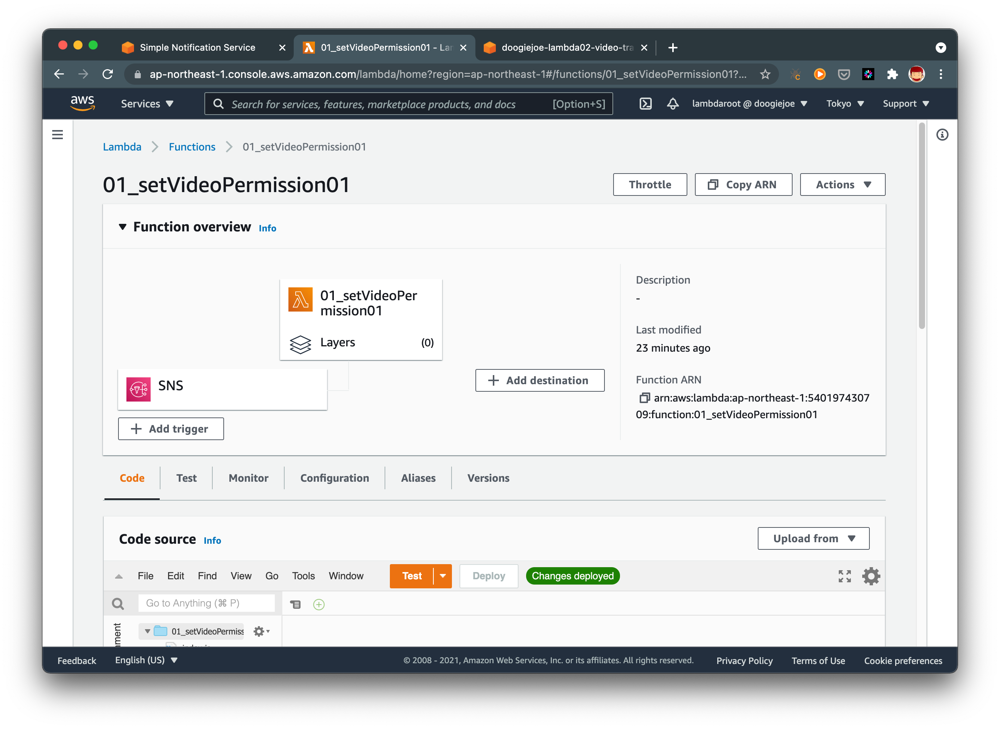 Simple Notification Service
01_setVideoPermission01 - La
doogiejoe-lambda02-video-tra
ap-northeast-1.console.aws.amazon.com/lambda/home?region=ap-northeast-1#/functions/01_setVideoPermission01?...
aws
Services
Search for services, features, marketplace products, and docs
[Option+S]
lambdaroot @ doogiejoe
Tokyo
Support
Lambda
Functions
01_setVideoPermission01
01_setVideoPermission01
Throttle
Copy ARN
Actions
Function overview
Info
01_setVideoPer
mission01
Layers
(0)
SNS
Add trigger
Add destination
Description
-
Last modified
23 minutes ago
Function ARN
arn:aws:lambda:ap-northeast-1:5401974307
09:function:01_setVideoPermission01
Code
Test
Monitor
Configuration
Aliases
Versions
Code source
Info
Upload from
File
Edit
Find
View
Go
Tools
Window
Test
Deploy
Changes deployed
Go to Anything (⌘ P)
01_setVideoPermiss
Feedback
English (US)
© 2008 - 2021, Amazon Web Services, Inc. or its affiliates. All rights reserved.
Privacy Policy
Terms of Use
Cookie preferences